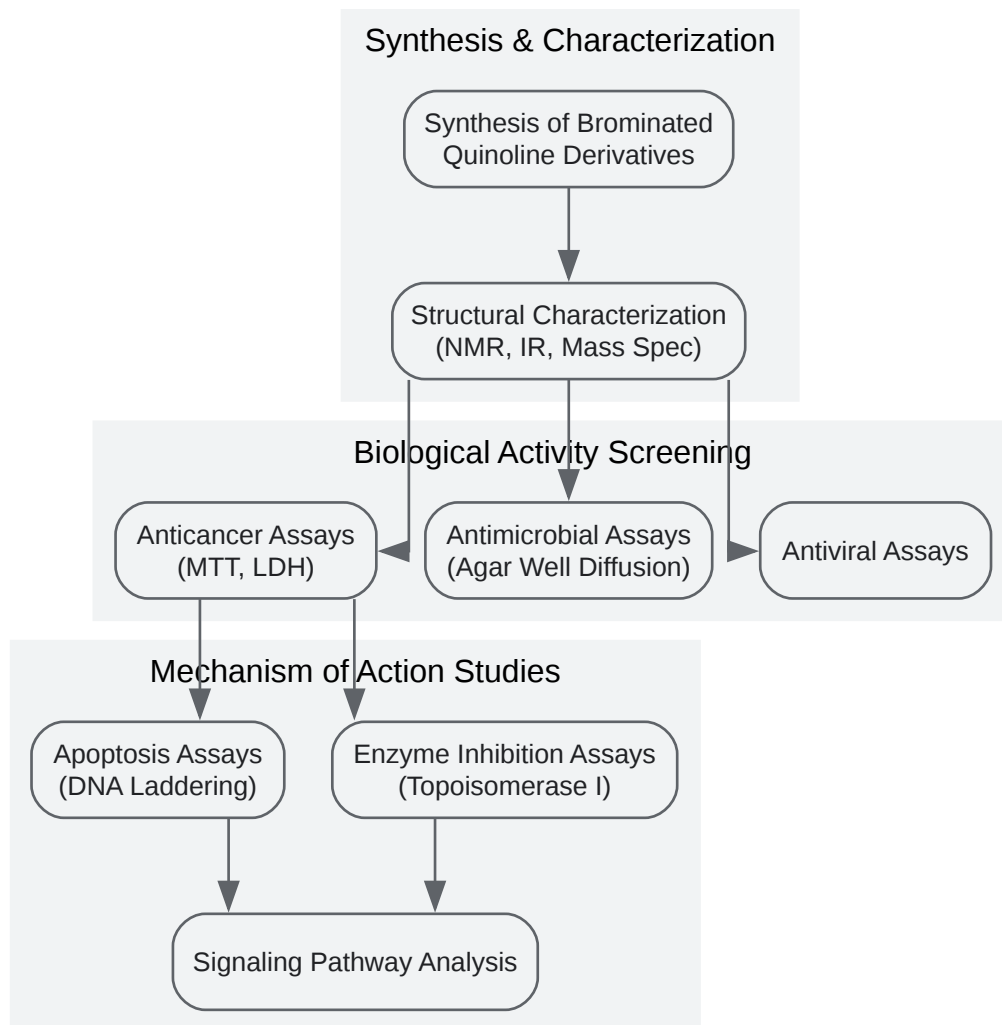 Synthesis & Characterization
Synthesis of Brominated
Quinoline Derivatives
Structural Characterization
(NMR, IR, Mass Spec)
Biological Activity Screening
Anticancer Assays
(MTT, LDH)
Antimicrobial Assays
(Agar Well Diffusion)
Antiviral Assays
Mechanism of Action Studies
Apoptosis Assays
(DNA Laddering)
Enzyme Inhibition Assays
(Topoisomerase I)
Signaling Pathway Analysis